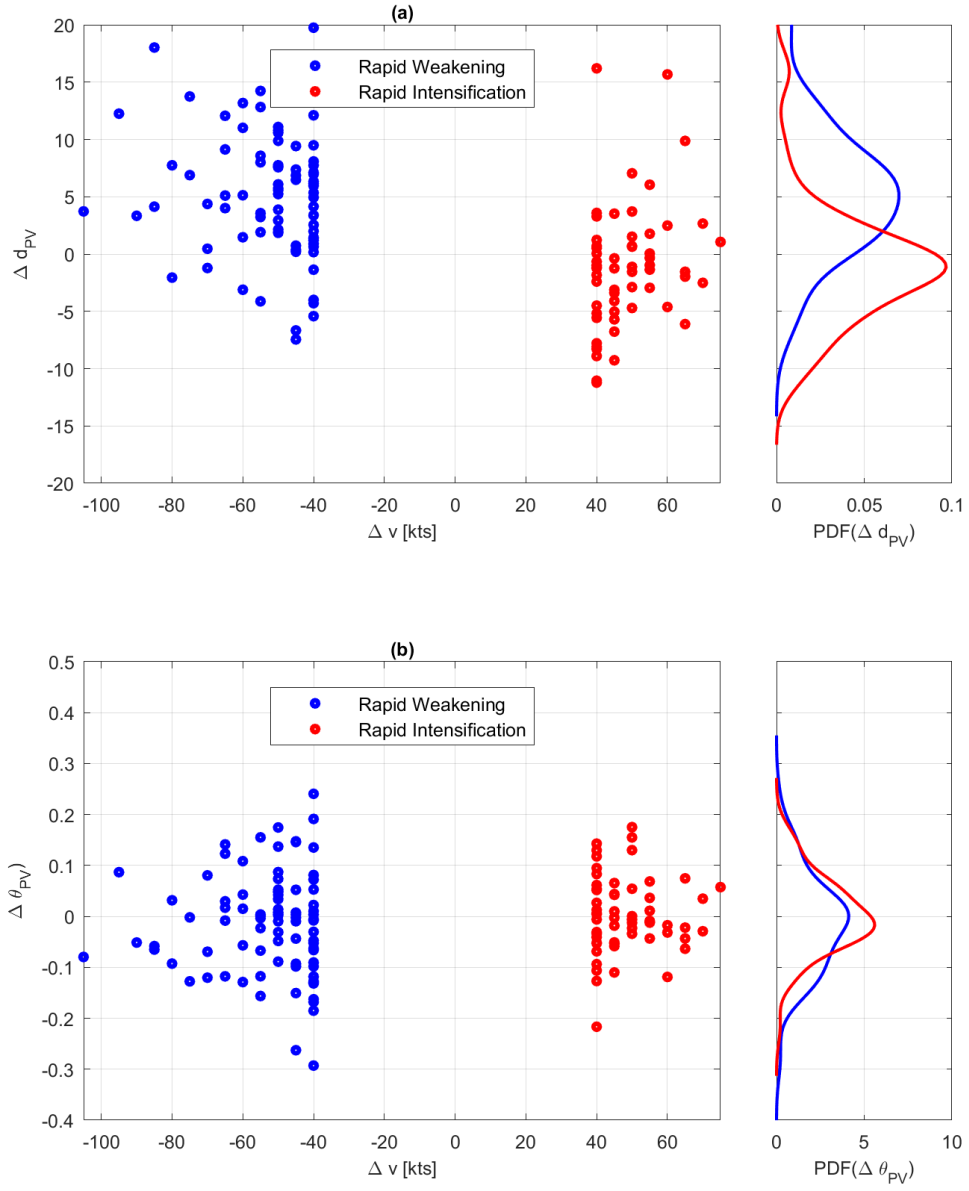 (a)
20
15
10
5
0
-5
-10
-15
-20
Δ d_PV
Rapid Weakening
Rapid Intensification
-100 -80 -60 -40 -20 0 20 40 60
Δ v [kts]
0 0.05 0.1
PDF(Δ d_PV)
(b)
0.5
0.4
0.3
0.2
0.1
0
-0.1
-0.2
-0.3
-0.4
Δ θ_PV)
Rapid Weakening
Rapid Intensification
-100 -80 -60 -40 -20 0 20 40 60
Δ v [kts]
0 5 10
PDF(Δ θ_PV)